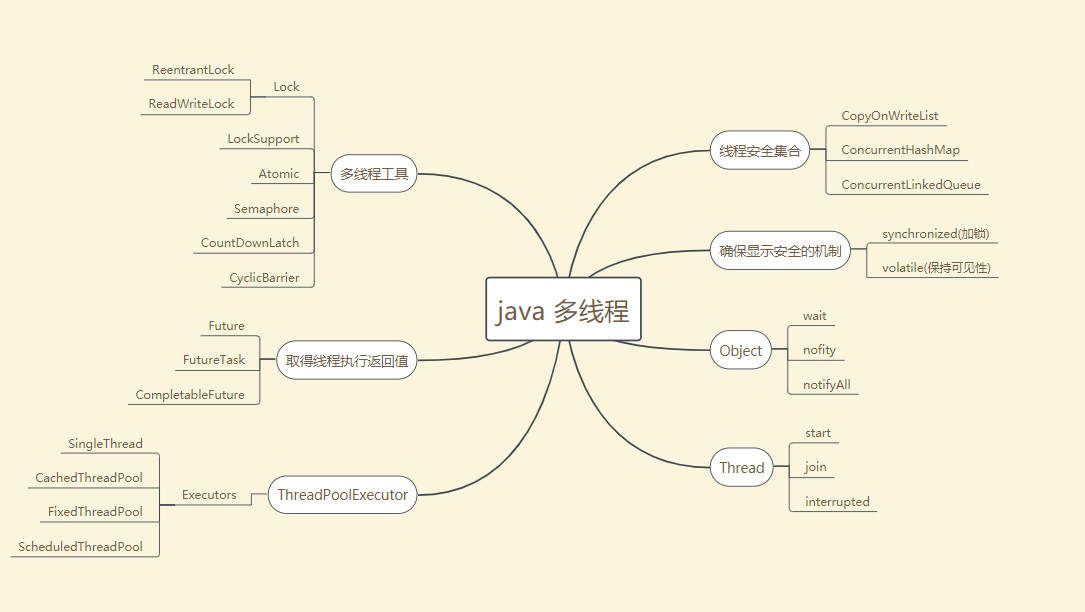 java 多线程
多线程工具
Lock
ReentrantLock
ReadWriteLock
LockSupport
Atomic
Semaphore
CountDownLatch
CyclicBarrier
取得线程执行返回值
Future
FutureTask
CompletableFuture
ThreadPoolExecutor
Executors
SingleThread
CachedThreadPool
FixedThreadPool
ScheduledThreadPool
线程安全集合
CopyOnWriteList
ConcurrentHashMap
ConcurrentLinkedQueue
确保显示安全的机制
synchronized(加锁)
volatile(保持可见性)
Object
wait
nofity
notifyAll
Thread
start
join
interrupted